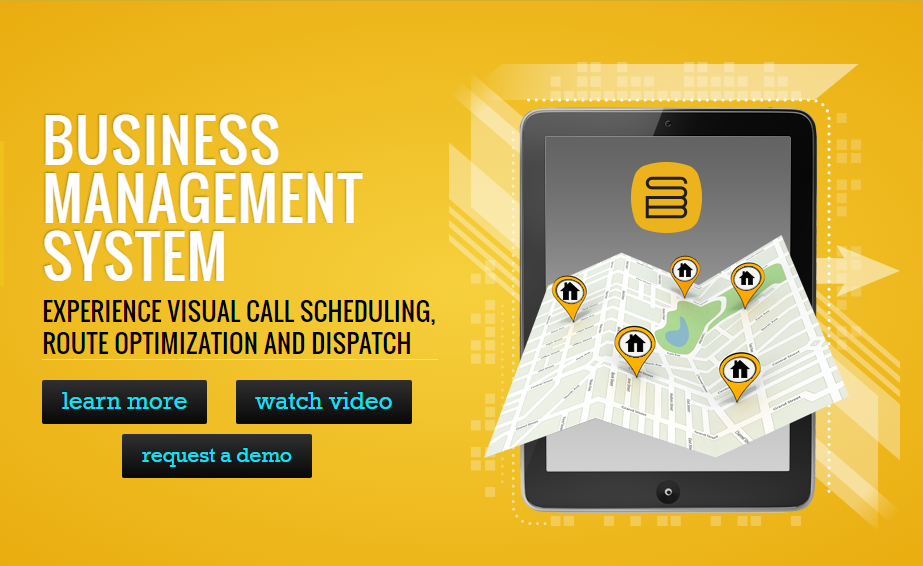 BUSINESS
MANAGEMENT
SYSTEM
EXPERIENCE VISUAL CALL SCHEDULING,
ROUTE OPTIMIZATION AND DISPATCH
learn more
watch video
request a demo